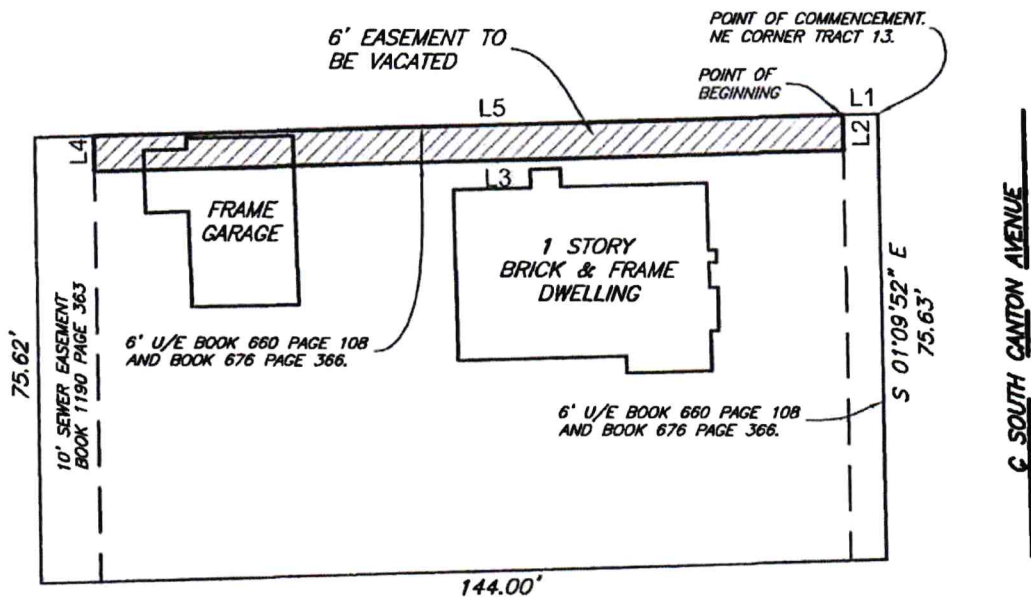 POINT OF COMMENCEMENT.
NE CORNER TRACT 13.
6' EASEMENT TO
BE VACATED
POINT OF
BEGINNING
L1
L5
L2
L4
L3
FRAME
GARAGE
1 STORY
BRICK & FRAME
DWELLING
75.62'
10' SEWER EASEMENT
BOOK 1190 PAGE 363
6' U/E BOOK 660 PAGE 108
AND BOOK 676 PAGE 366.
6' U/E BOOK 660 PAGE 108
AND BOOK 676 PAGE 366.
S 01°09'52" E
75.63'
℄ SOUTH CANTON AVENUE
144.00'